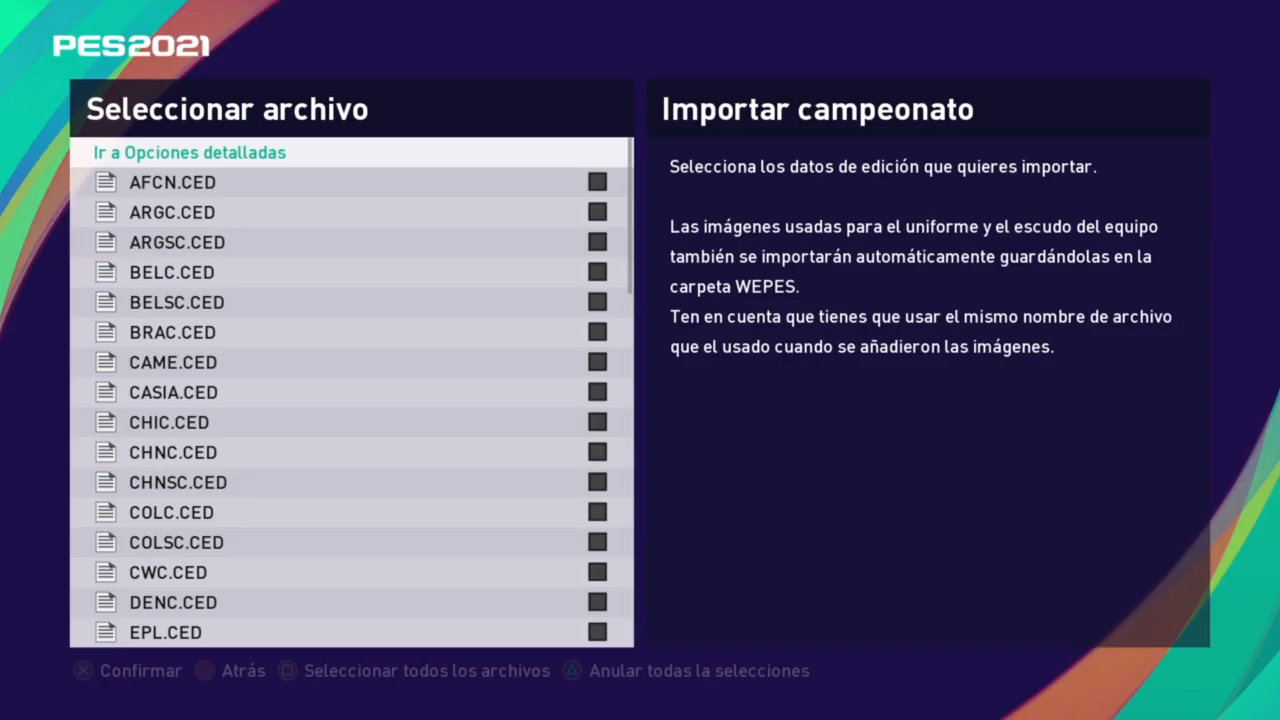 PES2021
Seleccionar archivo
Ir a Opciones detalladas
AFCN.CED
ARGC.CED
ARGSC.CED
BELC.CED
BELSC.CED
BRAC.CED
CAME.CED
CASIA.CED
CHIC.CED
CHNC.CED
CHNSC.CED
COLC.CED
COLSC.CED
CWC.CED
DENC.CED
EPL.CED
Importar campeonato
Selecciona los datos de edición que quieres importar.
Las imágenes usadas para el uniforme y el escudo del equipo
también se importarán automáticamente guardándolas en la
carpeta WEPES.
Ten en cuenta que tienes que usar el mismo nombre de archivo
que el usado cuando se añadieron las imágenes.
Confirmar Atrás Seleccionar todos los archivos Anular todas la selecciones